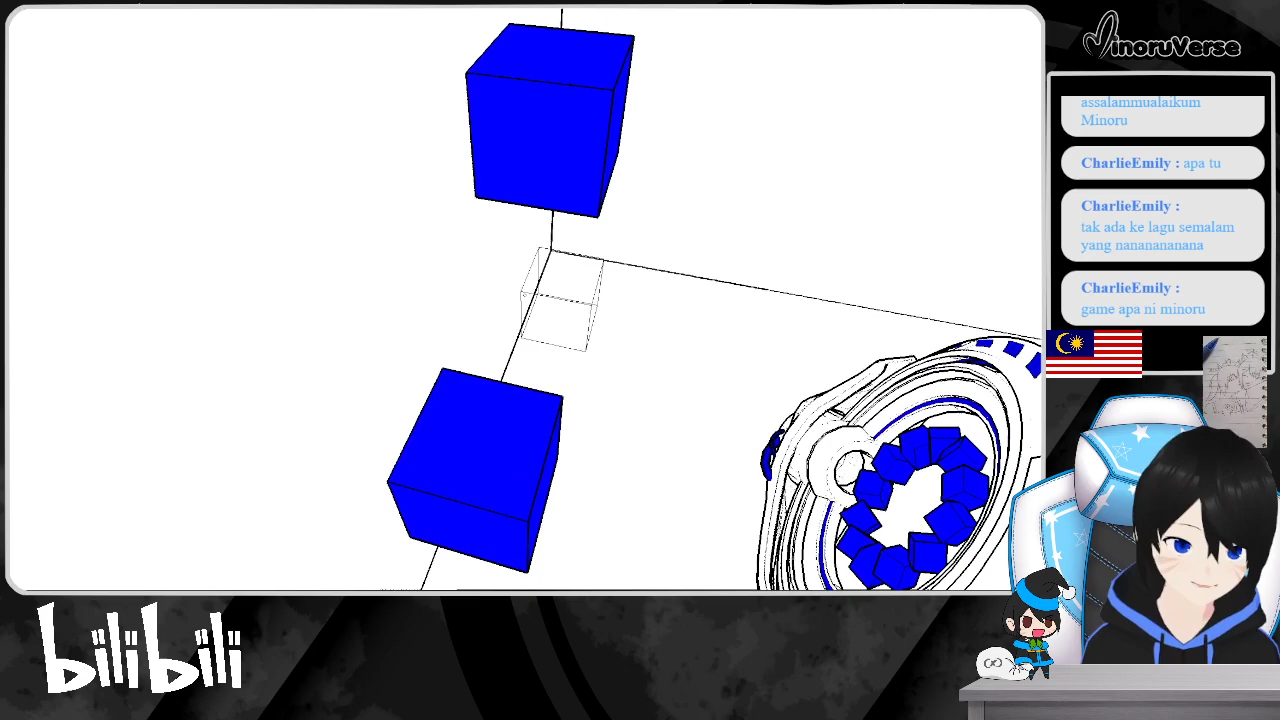 MinoruVerse
assalammualaikum
Minoru
CharlieEmily : apa tu
CharlieEmily :
tak ada ke lagu semalam
yang nanananana
CharlieEmily :
game apa ni minoru
bilibili